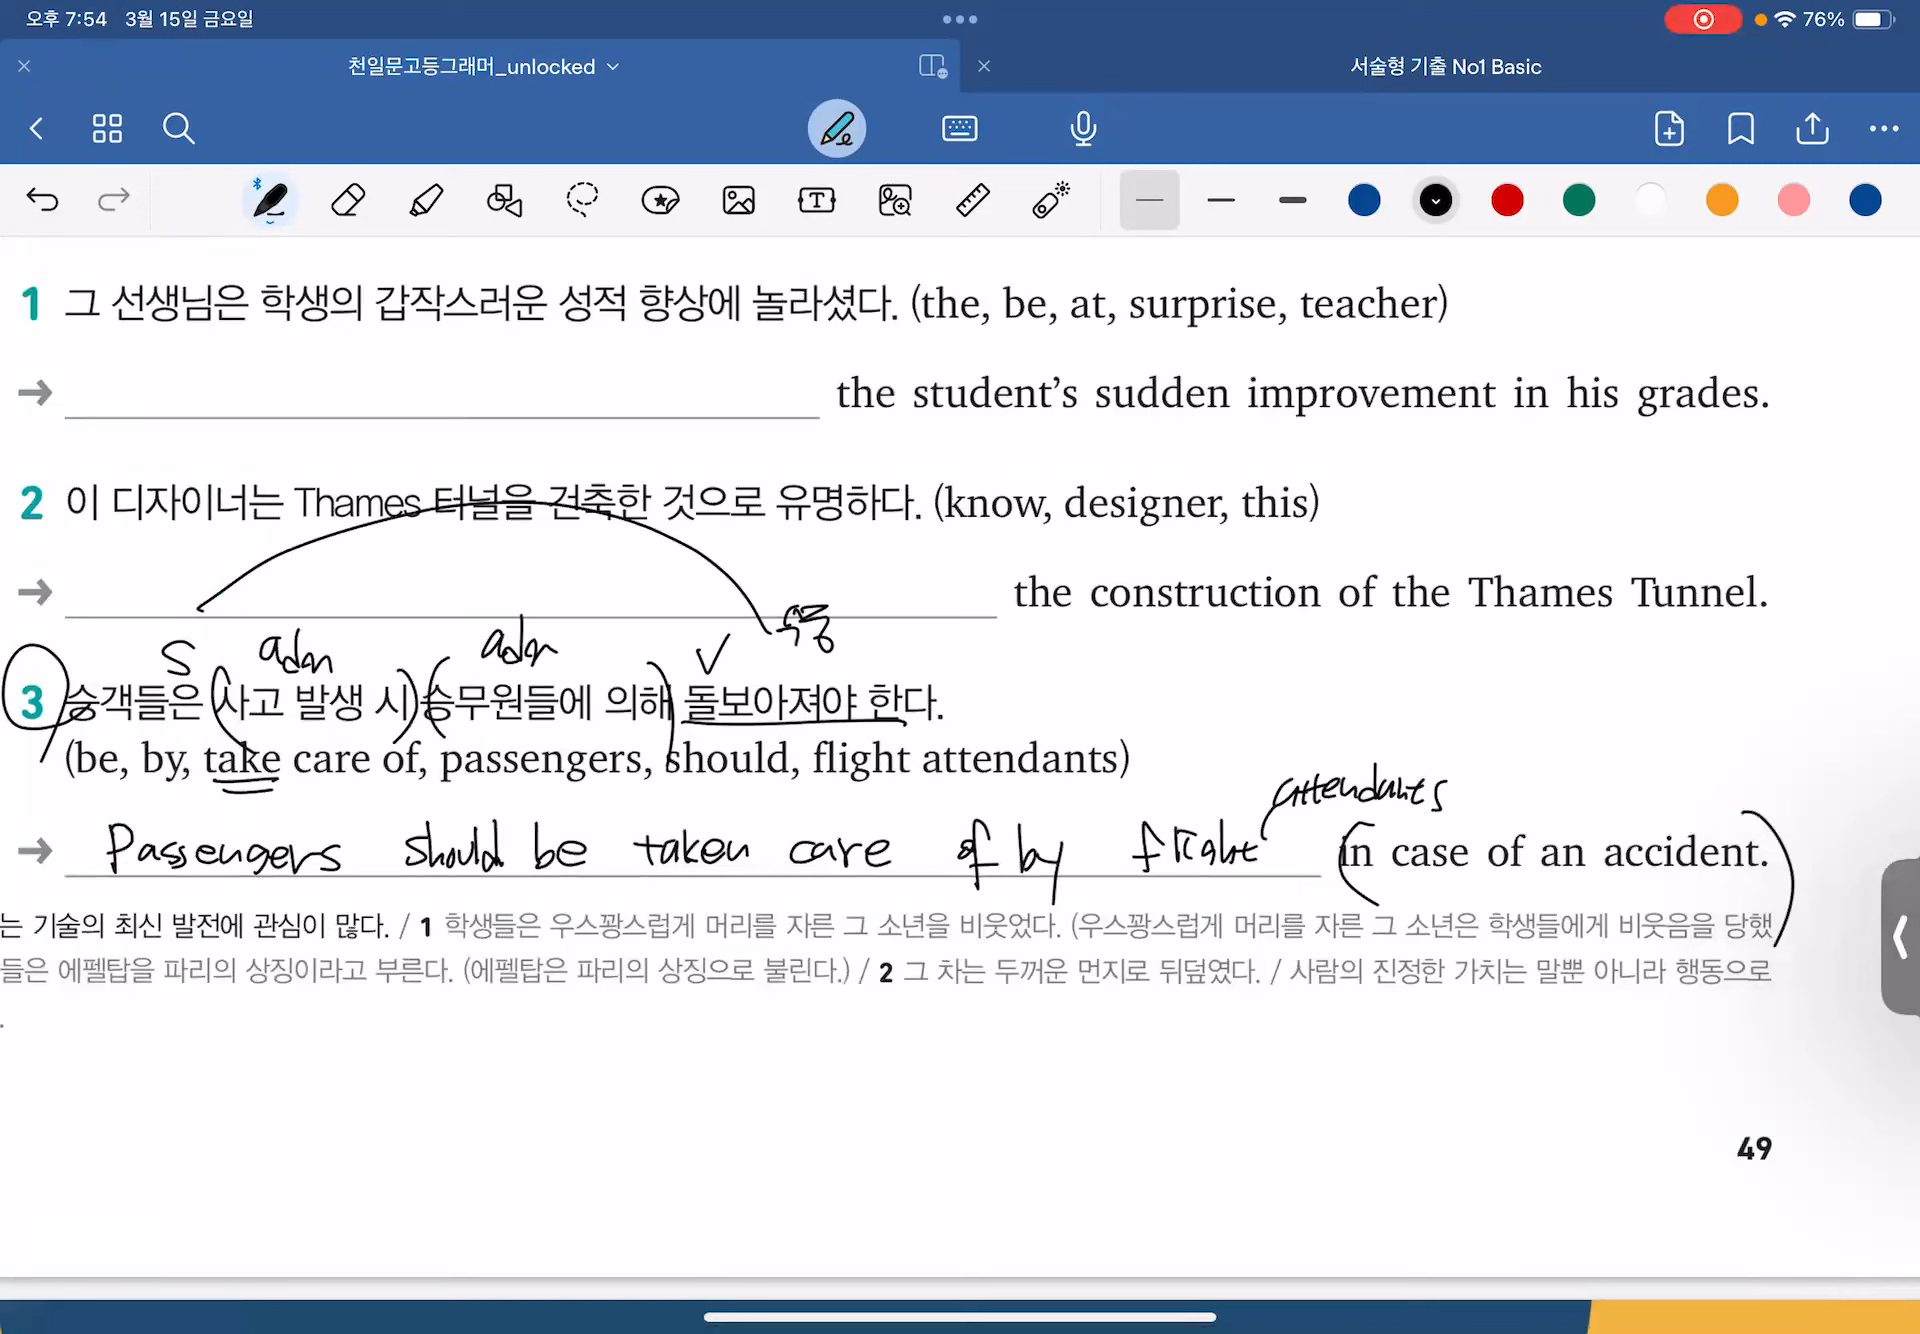 오후 7:54 3월 15일 금요일 76%
천일문고등그래머_unlocked 서술형 기출 No1 Basic
1 그 선생님은 학생의 갑작스러운 성적 향상에 놀라셨다. (the, be, at, surprise, teacher)
→ the student's sudden improvement in his grades.
2 이 디자이너는 Thames 터널을 건축한 것으로 유명하다. (know, designer, this)
→ the construction of the Thames Tunnel.
S V 수동
3 승객들은 (사고 발생 시) (승무원들에 의해) 돌보아져야 한다.
(be, by, take care of, passengers, should, flight attendants)
attendants
→ Passengers should be taken care of by flight (in case of an accident.)
는 기술의 최신 발전에 관심이 많다. / 1 학생들은 우스꽝스럽게 머리를 자른 그 소년을 비웃었다. (우스꽝스럽게 머리를 자른 그 소년은 학생들에게 비웃음을 당했
들은 에펠탑을 파리의 상징이라고 부른다. (에펠탑은 파리의 상징으로 불린다.) / 2 그 차는 두꺼운 먼지로 뒤덮였다. / 사람의 진정한 가치는 말뿐 아니라 행동으로
.
49